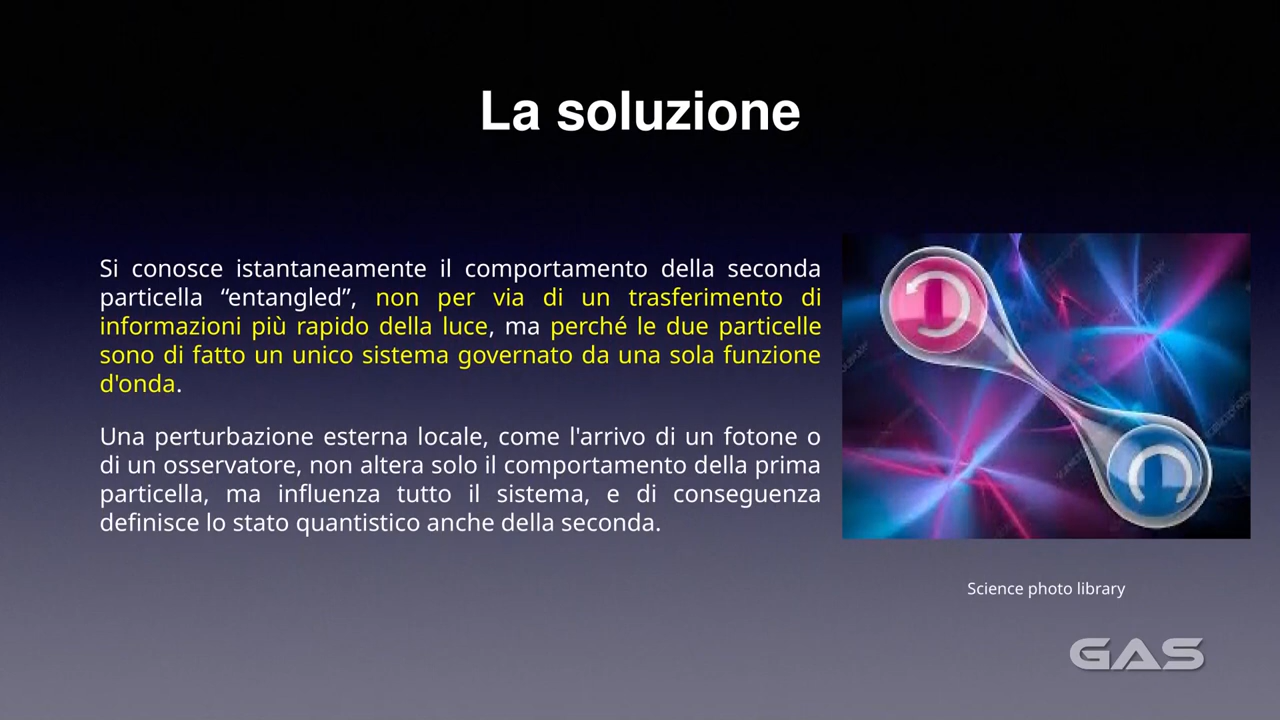 La soluzione
Si conosce istantaneamente il comportamento della seconda
particella “entangled”, non per via di un trasferimento di
informazioni più rapido della luce, ma perché le due particelle
sono di fatto un unico sistema governato da una sola funzione
d'onda.
Una perturbazione esterna locale, come l'arrivo di un fotone o
di un osservatore, non altera solo il comportamento della prima
particella, ma influenza tutto il sistema, e di conseguenza
definisce lo stato quantistico anche della seconda.
Science photo library
GAS